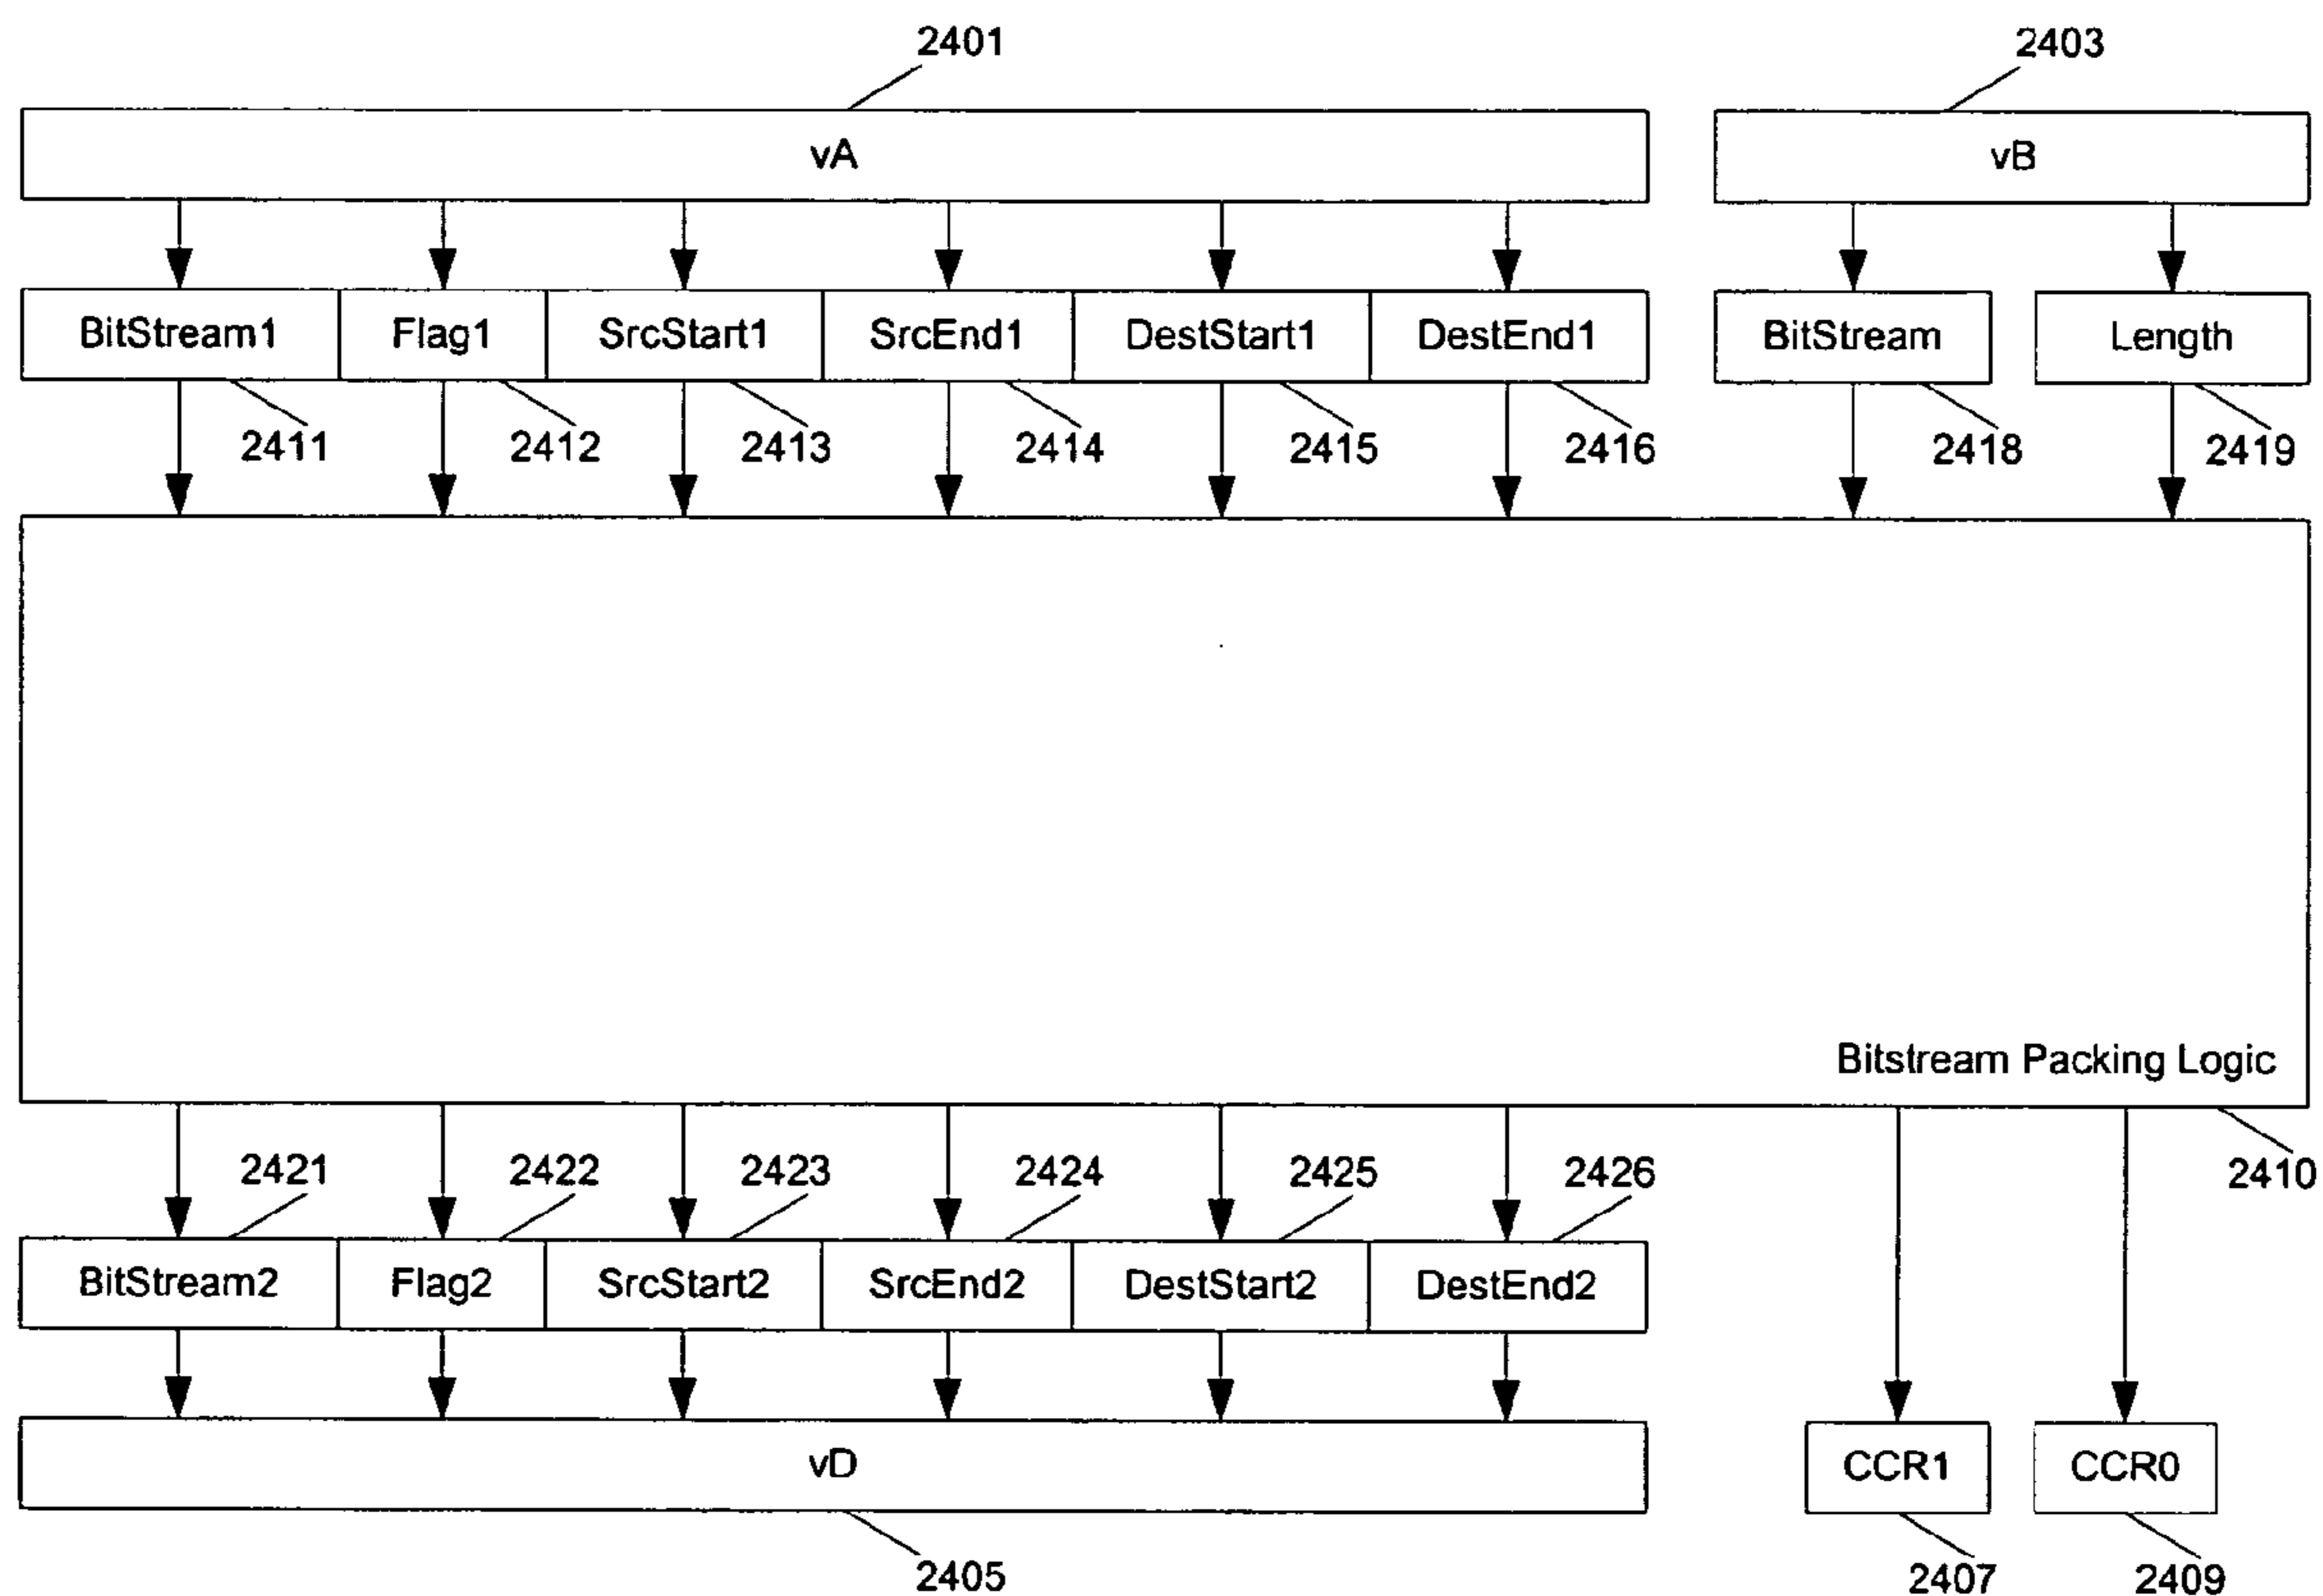 2401
2403
vA
vB
BitStream1 Flag1 SrcStart1 SrcEnd1 DestStart1 DestEnd1 BitStream Length
2411 2412 2413 2414 2415 2416 2418 2419
Bitstream Packing Logic
2421 2422 2423 2424 2425 2426 2410
BitStream2 Flag2 SrcStart2 SrcEnd2 DestStart2 DestEnd2
vD
CCR1 CCR0
2405
2407 2409